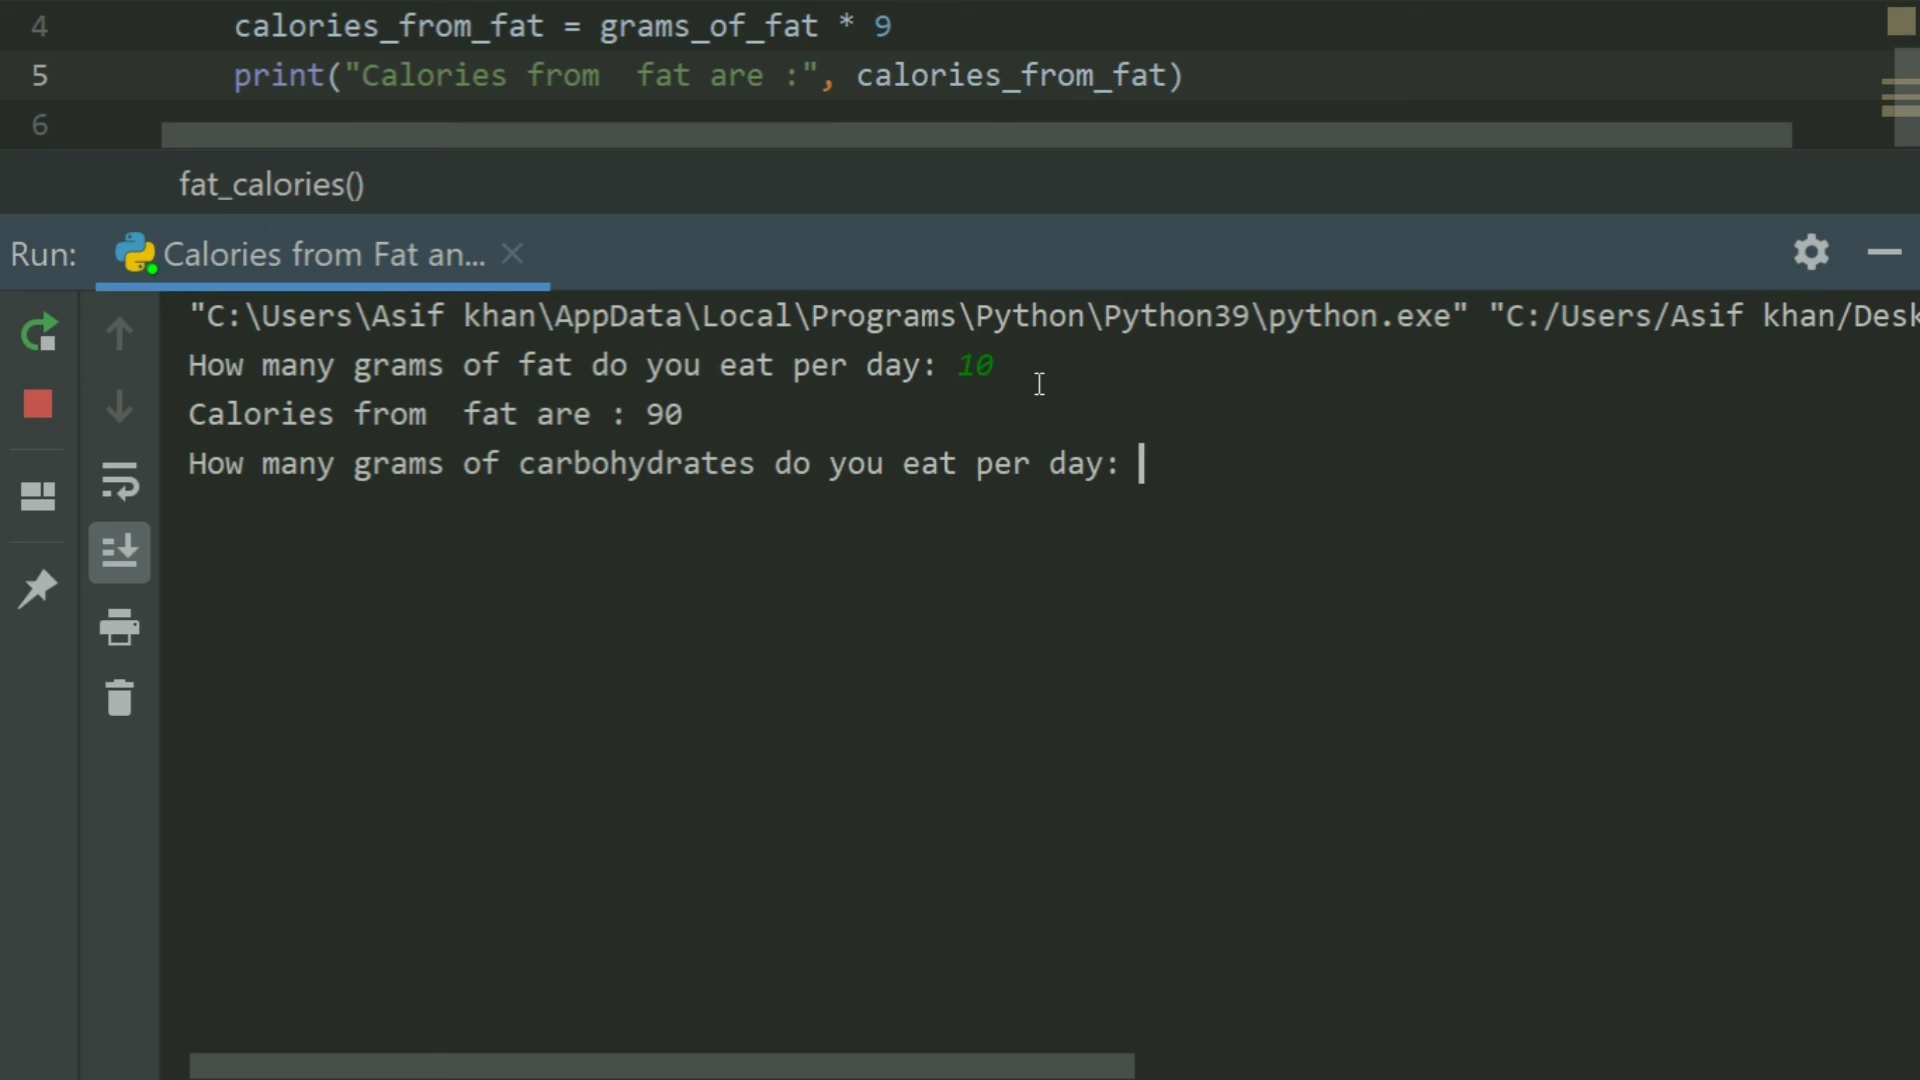 4 calories_from_fat = grams_of_fat * 9
5 print("Calories from  fat are :", calories_from_fat)
6
fat_calories()
Run: Calories from Fat an...
"C:\Users\Asif khan\AppData\Local\Programs\Python\Python39\python.exe" "C:/Users/Asif khan/Desk
How many grams of fat do you eat per day: 10
Calories from  fat are : 90
How many grams of carbohydrates do you eat per day: